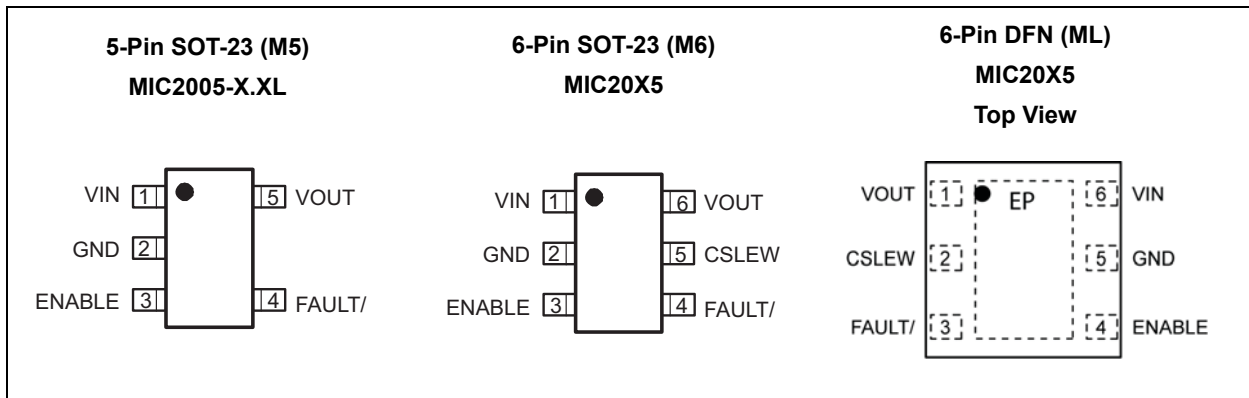 5-Pin SOT-23 (M5)
MIC2005-X.XL
VIN 1 5 VOUT
GND 2
ENABLE 3 4 FAULT/
6-Pin SOT-23 (M6)
MIC20X5
VIN 1 6 VOUT
GND 2 5 CSLEW
ENABLE 3 4 FAULT/
6-Pin DFN (ML)
MIC20X5
Top View
VOUT 1 EP 6 VIN
CSLEW 2 5 GND
FAULT/ 3 4 ENABLE